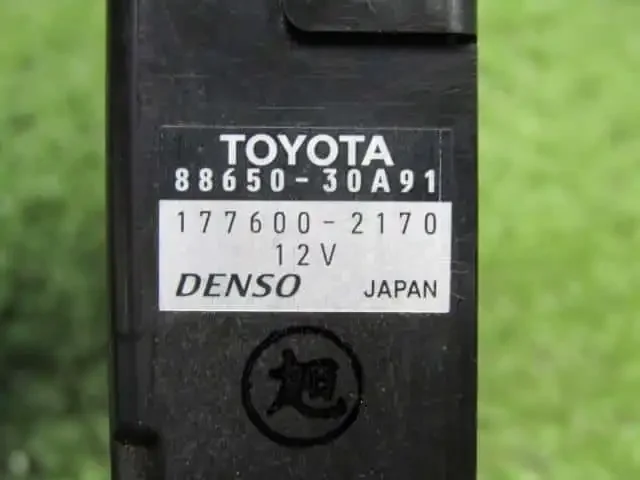 TOYOTA
88650-30A91
177600-2170
12V
DENSO JAPAN
旭